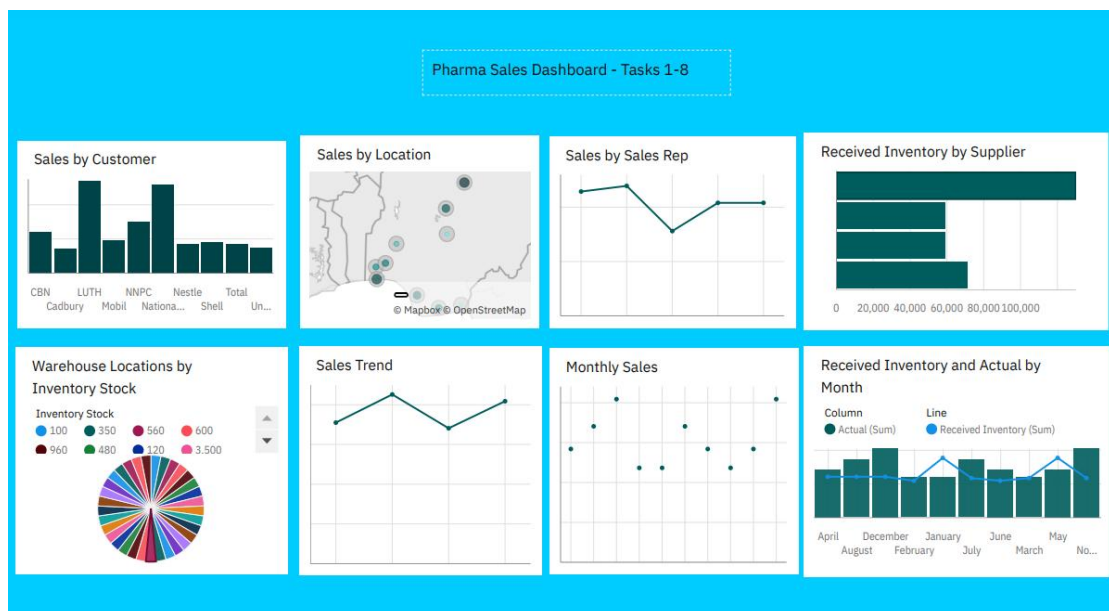 Pharma Sales Dashboard - Tasks 1-8
Sales by Customer
CBN LUTH NNPC Nestle Total
Cadbury Mobil Nationa... Shell Un...
Sales by Location
© Mapbox © OpenStreetMap
Sales by Sales Rep
Received Inventory by Supplier
0 20,000 40,000 60,000 80,000 100,000
Warehouse Locations by
Inventory Stock
Inventory Stock
100 350 560 600
960 480 120 3.500
Sales Trend
Monthly Sales
Received Inventory and Actual by
Month
Column Line
Actual (Sum) Received Inventory (Sum)
April December January June May
August February July March No...